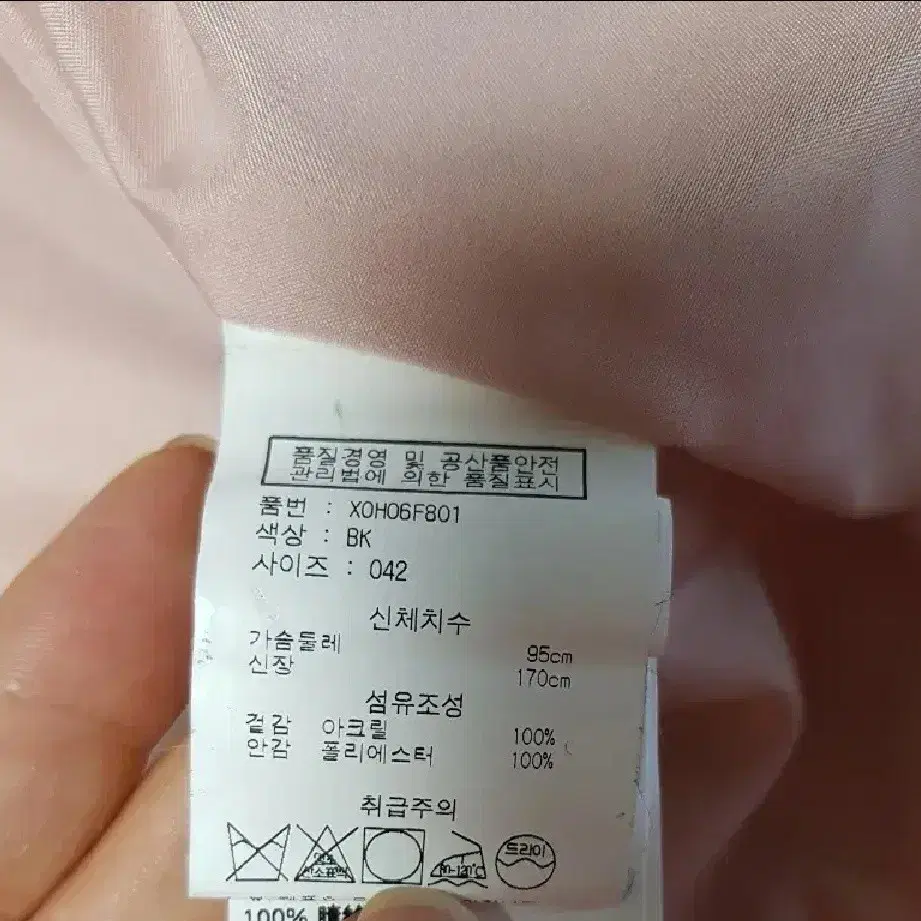 품질경영 및 공산품안전
관리법에 의한 품질표시
품번 : X0H06F801
색상 : BK
사이즈 : 042
신체치수
가슴둘레 95cm
신장 170cm
섬유조성
겉감 아크릴 100%
안감 폴리에스터 100%
취급주의
드라이
100%